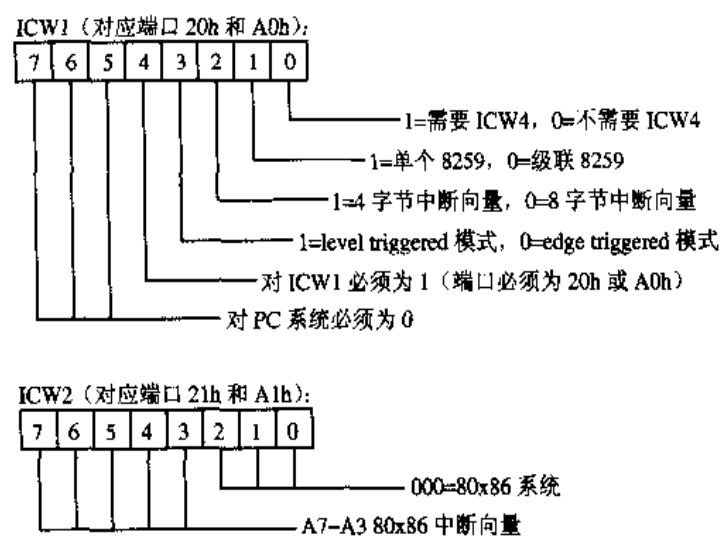 ICW1（对应端口 20h 和 A0h）:
7 6 5 4 3 2 1 0
1=需要 ICW4，0=不需要 ICW4
1=单个 8259，0=级联 8259
1=4 字节中断向量，0=8 字节中断向量
1=level triggered 模式，0=edge triggered 模式
对 ICW1 必须为 1（端口必须为 20h 或 A0h）
对 PC 系统必须为 0
ICW2（对应端口 21h 和 A1h）:
7 6 5 4 3 2 1 0
000=80x86 系统
A7-A3 80x86 中断向量